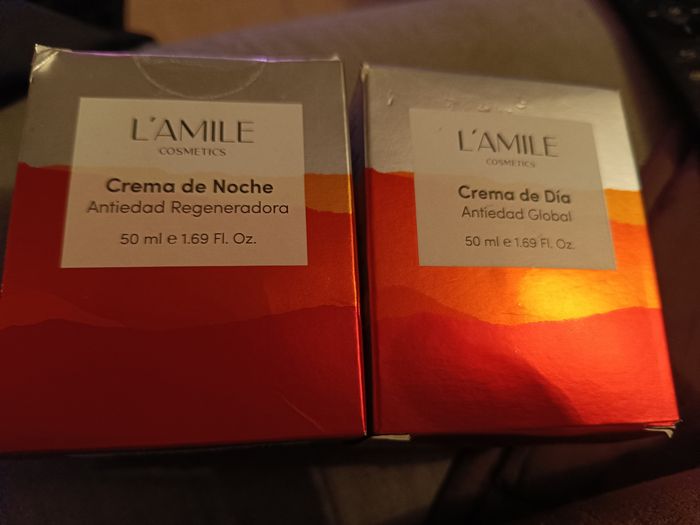 L'AMILE
COSMETICS
Crema de Noche
Antiedad Regeneradora
50 ml e 1.69 Fl. Oz.
L'AMILE
COSMETICS
Crema de Día
Antiedad Global
50 ml e 1.69 Fl. Oz.